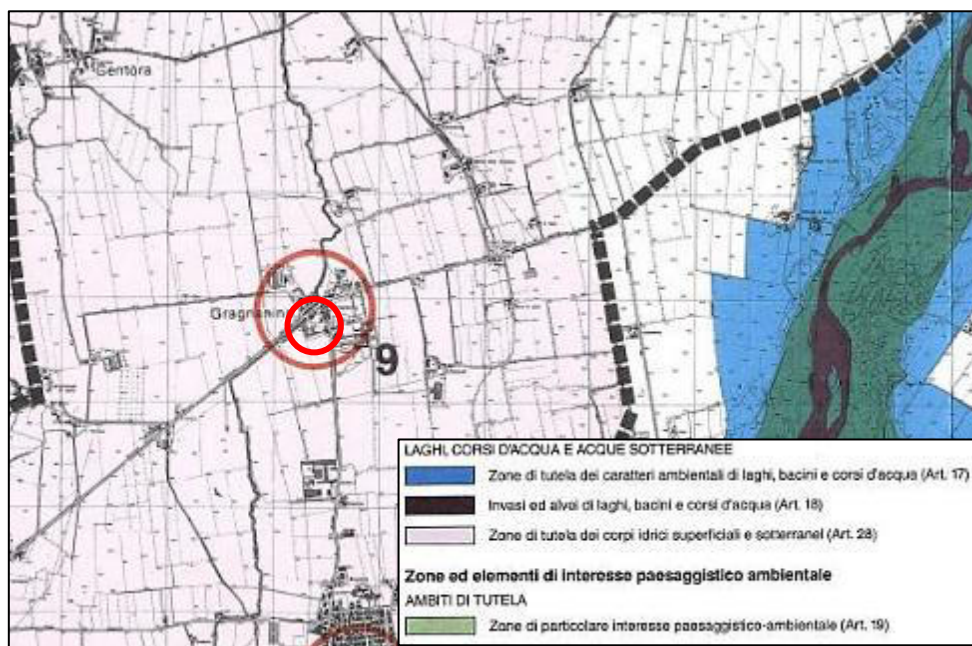 Gentora
Gragnanin
9
LAGHI, CORSI D'ACQUA E ACQUE SOTTERRANEE
Zone di tutela dei caratteri ambientali di laghi, bacini e corsi d'acqua (Art. 17)
Invasi ed alvei di laghi, bacini e corsi d'acqua (Art. 18)
Zone di tutela dei corpi idrici superficiali e sotterranei (Art. 28)
Zone ed elementi di interesse paesaggistico ambientale
AMBITI DI TUTELA
Zone di particolare interesse paesaggistico-ambientale (Art. 19)